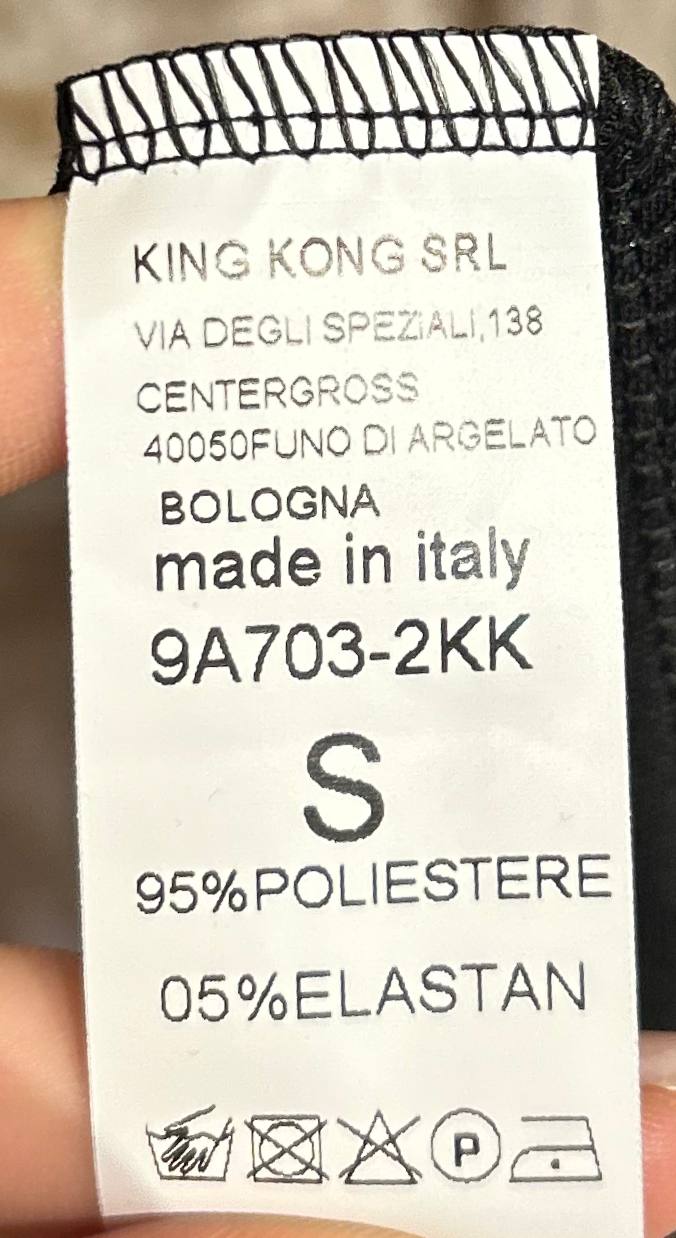 KING KONG SRL
VIA DEGLI SPEZIALI,138
CENTERGROSS
40050FUNO DI ARGELATO
BOLOGNA
made in italy
9A703-2KK
S
95%POLIESTERE
05%ELASTAN
P